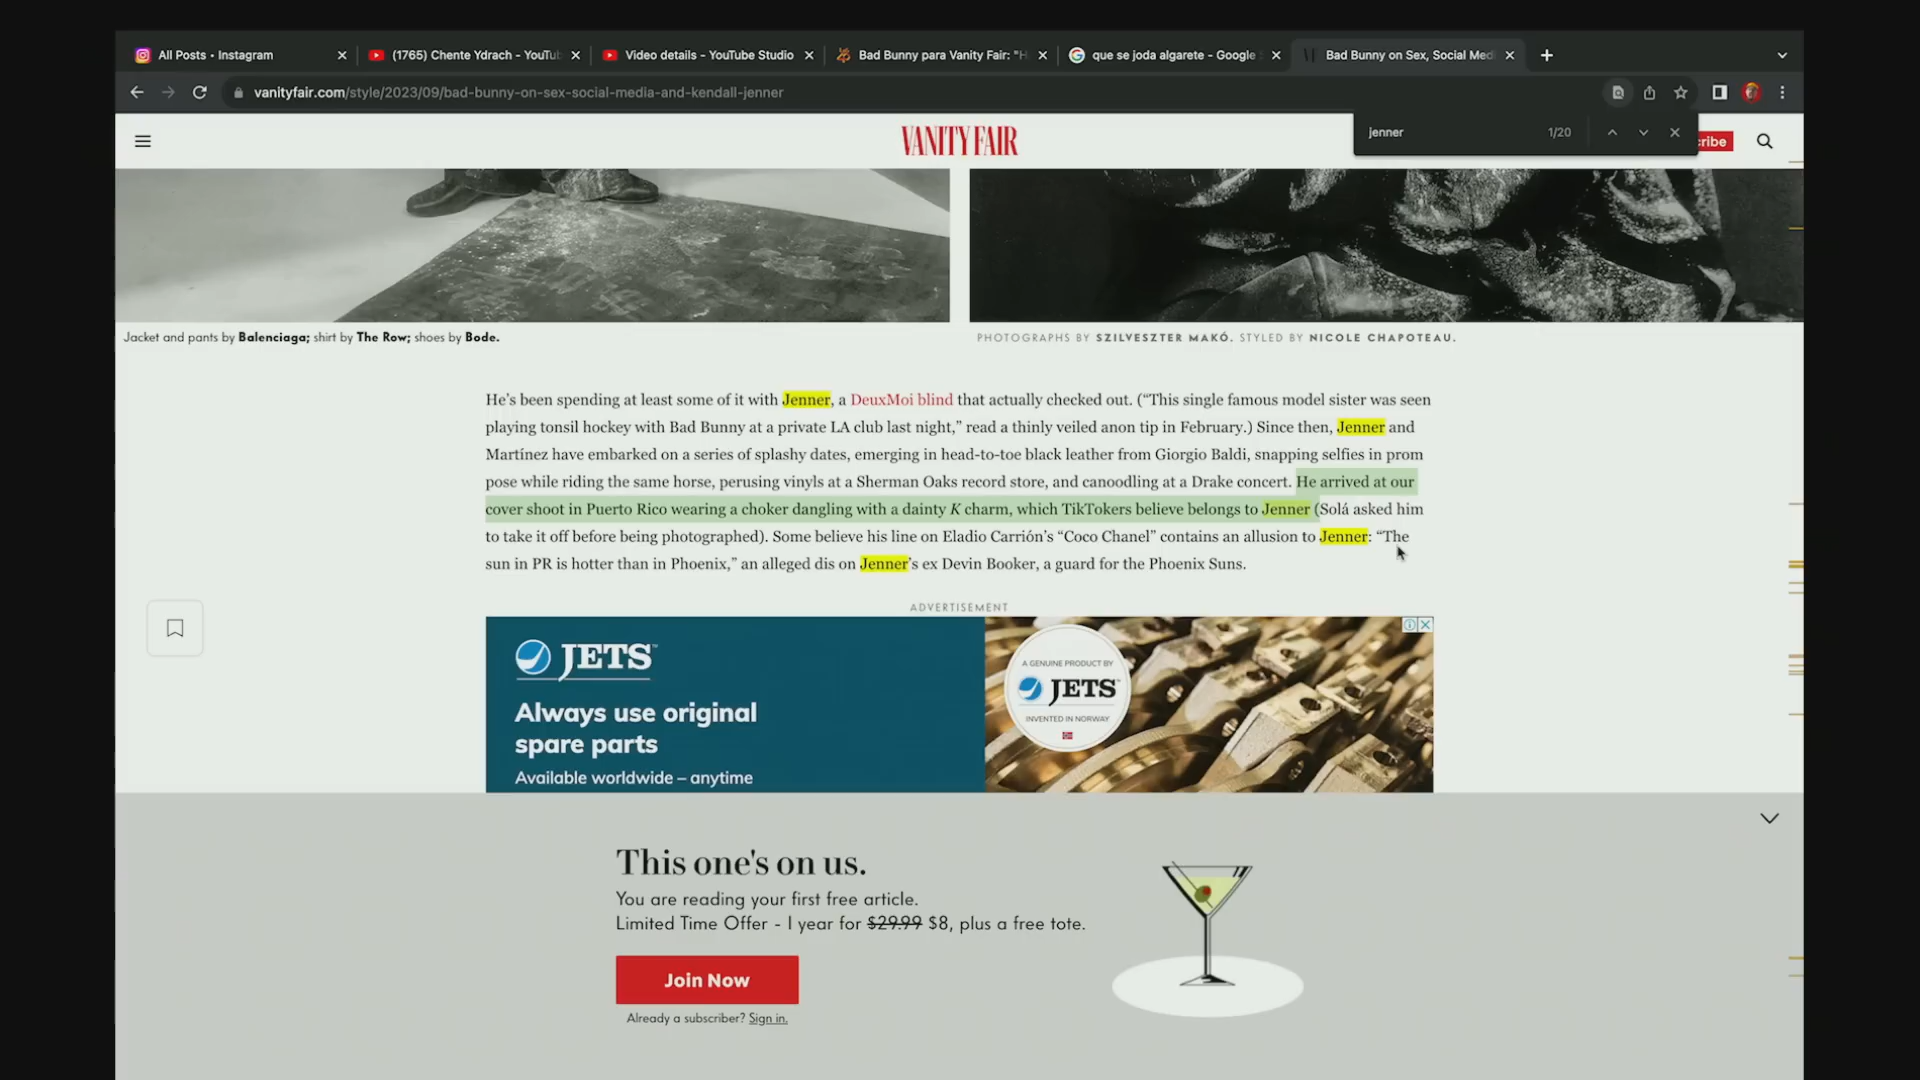 All Posts • Instagram
(1765) Chente Ydrach - YouTu
Video details - YouTube Studio
Bad Bunny para Vanity Fair: "H
que se joda algarete - Google S
Bad Bunny on Sex, Social Med
vanityfair.com/style/2023/09/bad-bunny-on-sex-social-media-and-kendall-jenner
jenner 1/20
VANITY FAIR
cribe
Jacket and pants by Balenciaga; shirt by The Row; shoes by Bode.
PHOTOGRAPHS BY SZILVESZTER MAKÓ. STYLED BY NICOLE CHAPOTEAU.
He's been spending at least some of it with Jenner, a DeuxMoi blind that actually checked out. (“This single famous model sister was seen
playing tonsil hockey with Bad Bunny at a private LA club last night,” read a thinly veiled anon tip in February.) Since then, Jenner and
Martínez have embarked on a series of splashy dates, emerging in head-to-toe black leather from Giorgio Baldi, snapping selfies in prom
pose while riding the same horse, perusing vinyls at a Sherman Oaks record store, and canoodling at a Drake concert. He arrived at our
cover shoot in Puerto Rico wearing a choker dangling with a dainty K charm, which TikTokers believe belongs to Jenner (Solá asked him
to take it off before being photographed). Some believe his line on Eladio Carrión's “Coco Chanel” contains an allusion to Jenner: “The
sun in PR is hotter than in Phoenix,” an alleged dis on Jenner's ex Devin Booker, a guard for the Phoenix Suns.
ADVERTISEMENT
JETS™
Always use original
spare parts
Available worldwide – anytime
A GENUINE PRODUCT BY
JETS™
INVENTED IN NORWAY
This one's on us.
You are reading your first free article.
Limited Time Offer - 1 year for $29.99 $8, plus a free tote.
Join Now
Already a subscriber? Sign in.